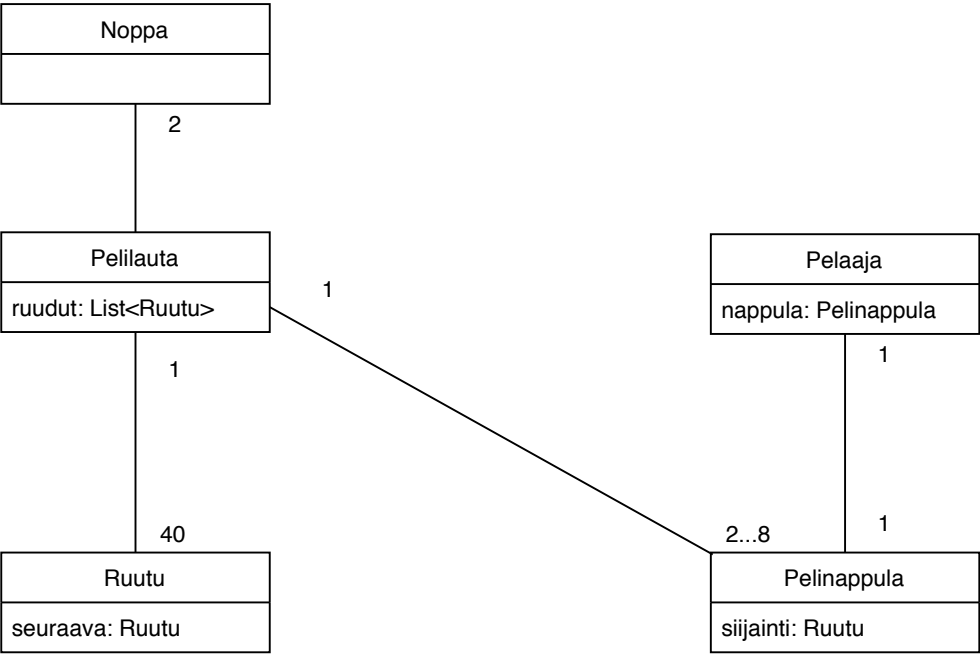 Noppa
2
Pelilauta
ruudut: List<Ruutu>
1
1
40
Ruutu
seuraava: Ruutu
Pelaaja
nappula: Pelinappula
1
1
2...8
Pelinappula
siijainti: Ruutu